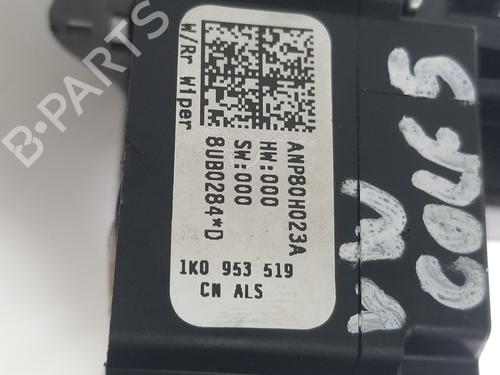 W/Rr Wiper
ANP80H023A
HW:000
SW:000
8UB0284*D
1K0 953 519
CN ALS
VW
GOLF 5
B-PARTS